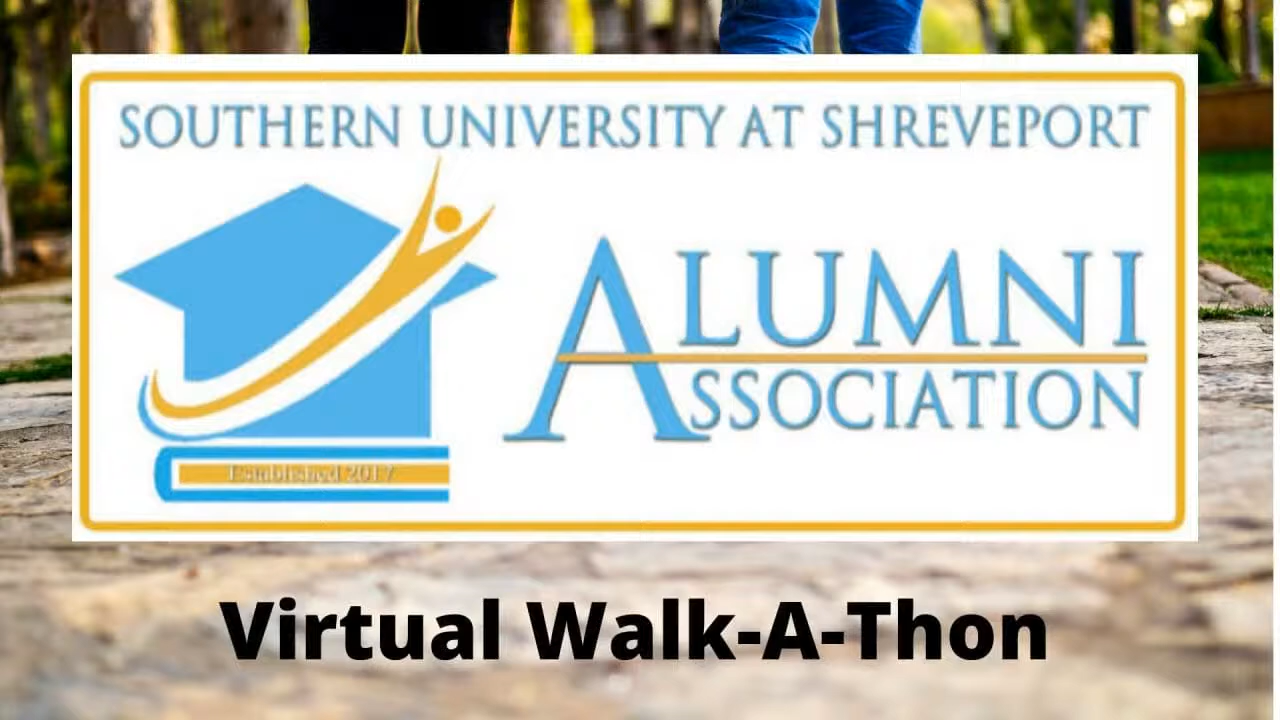 SOUTHERN UNIVERSITY AT SHREVEPORT
ALUMNI
ASSOCIATION
Established 2017
Virtual Walk-A-Thon